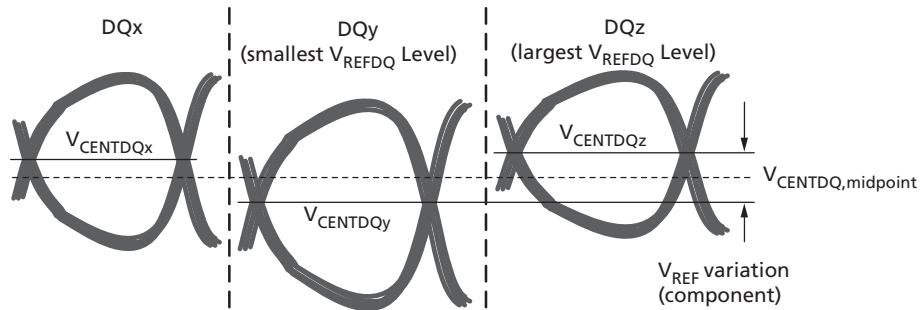 DQx
DQy
(smallest VREFDQ Level)
DQz
(largest VREFDQ Level)
VCENTDQx
VCENTDQy
VCENTDQz
VCENTDQ,midpoint
VREF variation
(component)